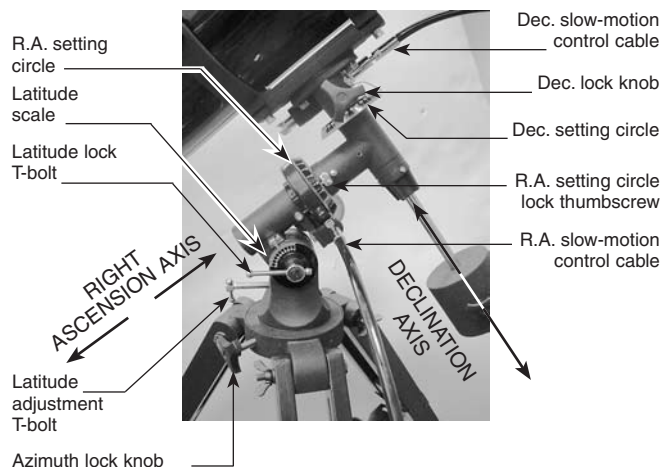 R.A. setting
circle
Latitude
scale
Latitude lock
T-bolt
RIGHT
ASCENSION AXIS
Latitude
adjustment
T-bolt
Azimuth lock knob
Dec. slow-motion
control cable
Dec. lock knob
Dec. setting circle
R.A. setting circle
lock thumbscrew
R.A. slow-motion
control cable
DECLINATION
AXIS